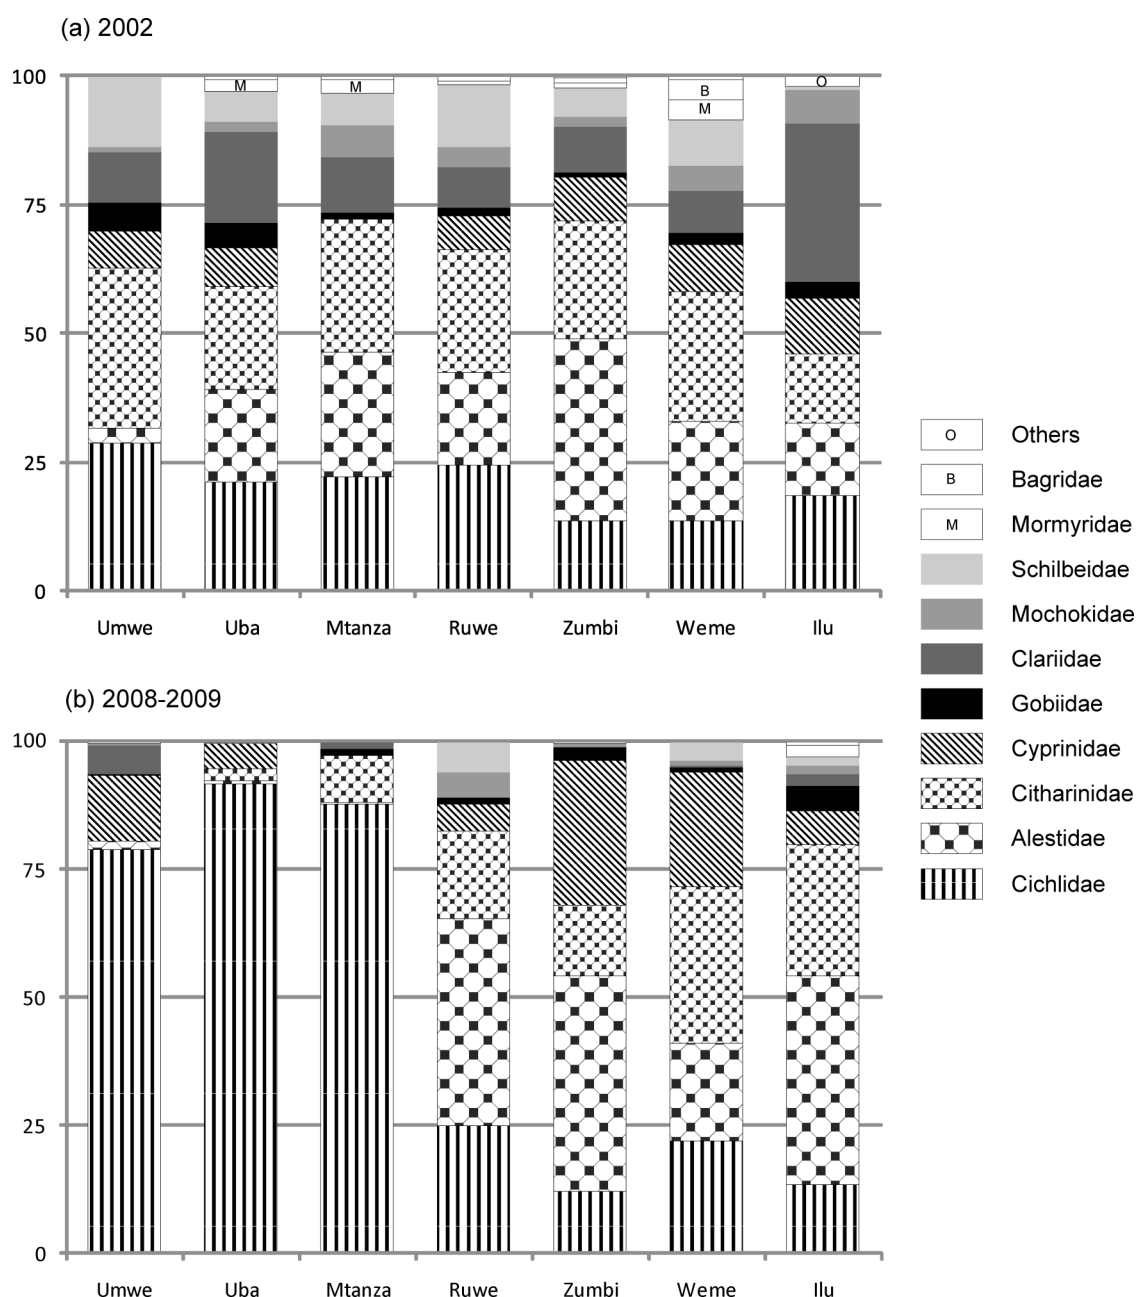 (a) 2002
100
M
M
B
M
O
75
50
25
0
Umwe Uba Mtanza Ruwe Zumbi Weme Ilu
O Others
B Bagridae
M Mormyridae
Schilbeidae
Mochokidae
Clariidae
Gobiidae
Cyprinidae
Citharinidae
Alestidae
Cichlidae
(b) 2008-2009
100
75
50
25
0
Umwe Uba Mtanza Ruwe Zumbi Weme Ilu